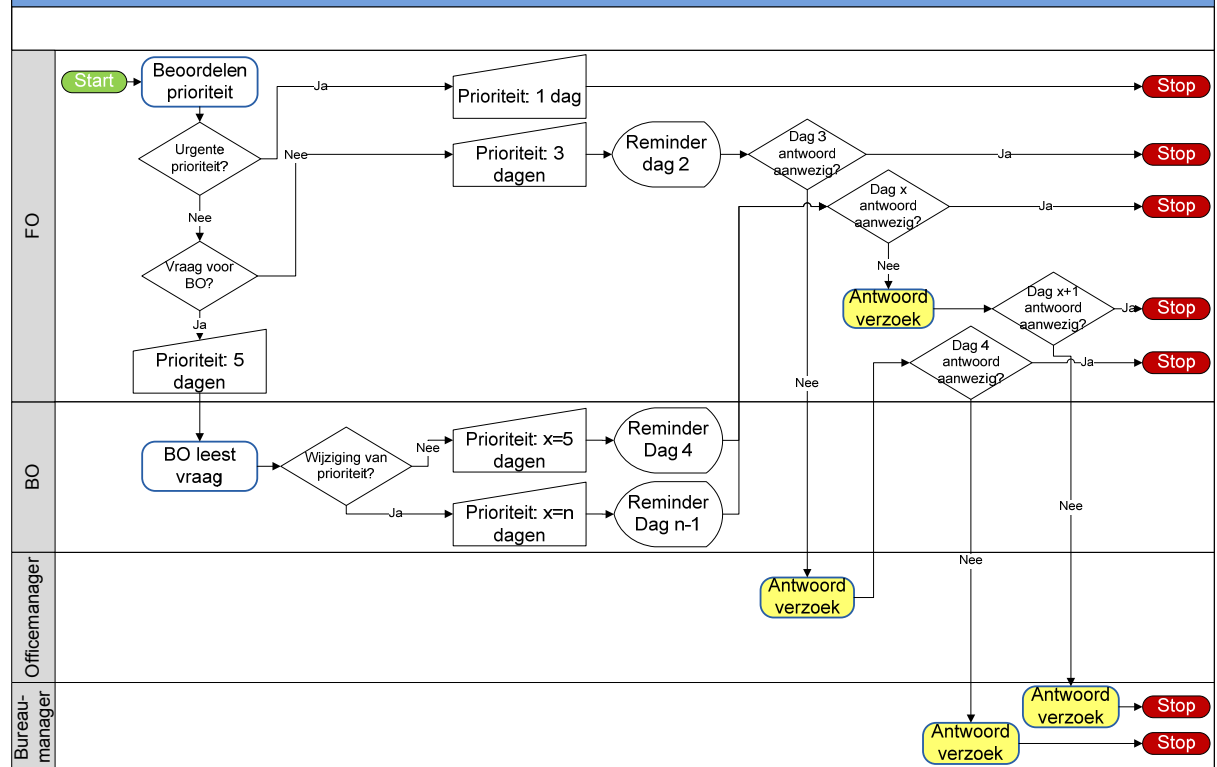 FO
Start
Beoordelen
prioriteit
Ja
Prioriteit: 1 dag
Stop
Urgente
prioriteit?
Nee
Prioriteit: 3
dagen
Reminder
dag 2
Dag 3
antwoord
aanwezig?
Ja
Stop
Dag x
antwoord
aanwezig?
Ja
Stop
Nee
Vraag voor
BO?
Nee
Antwoord
verzoek
Dag x+1
antwoord
aanwezig?
Ja
Stop
Ja
Prioriteit: 5
dagen
Dag 4
antwoord
aanwezig?
Ja
Stop
Nee
BO
BO leest
vraag
Wijziging van
prioriteit?
Nee
Prioriteit: x=5
dagen
Reminder
Dag 4
Ja
Prioriteit: x=n
dagen
Reminder
Dag n-1
Nee
Officemanager
Nee
Antwoord
verzoek
Bureau-
manager
Antwoord
verzoek
Stop
Antwoord
verzoek
Stop